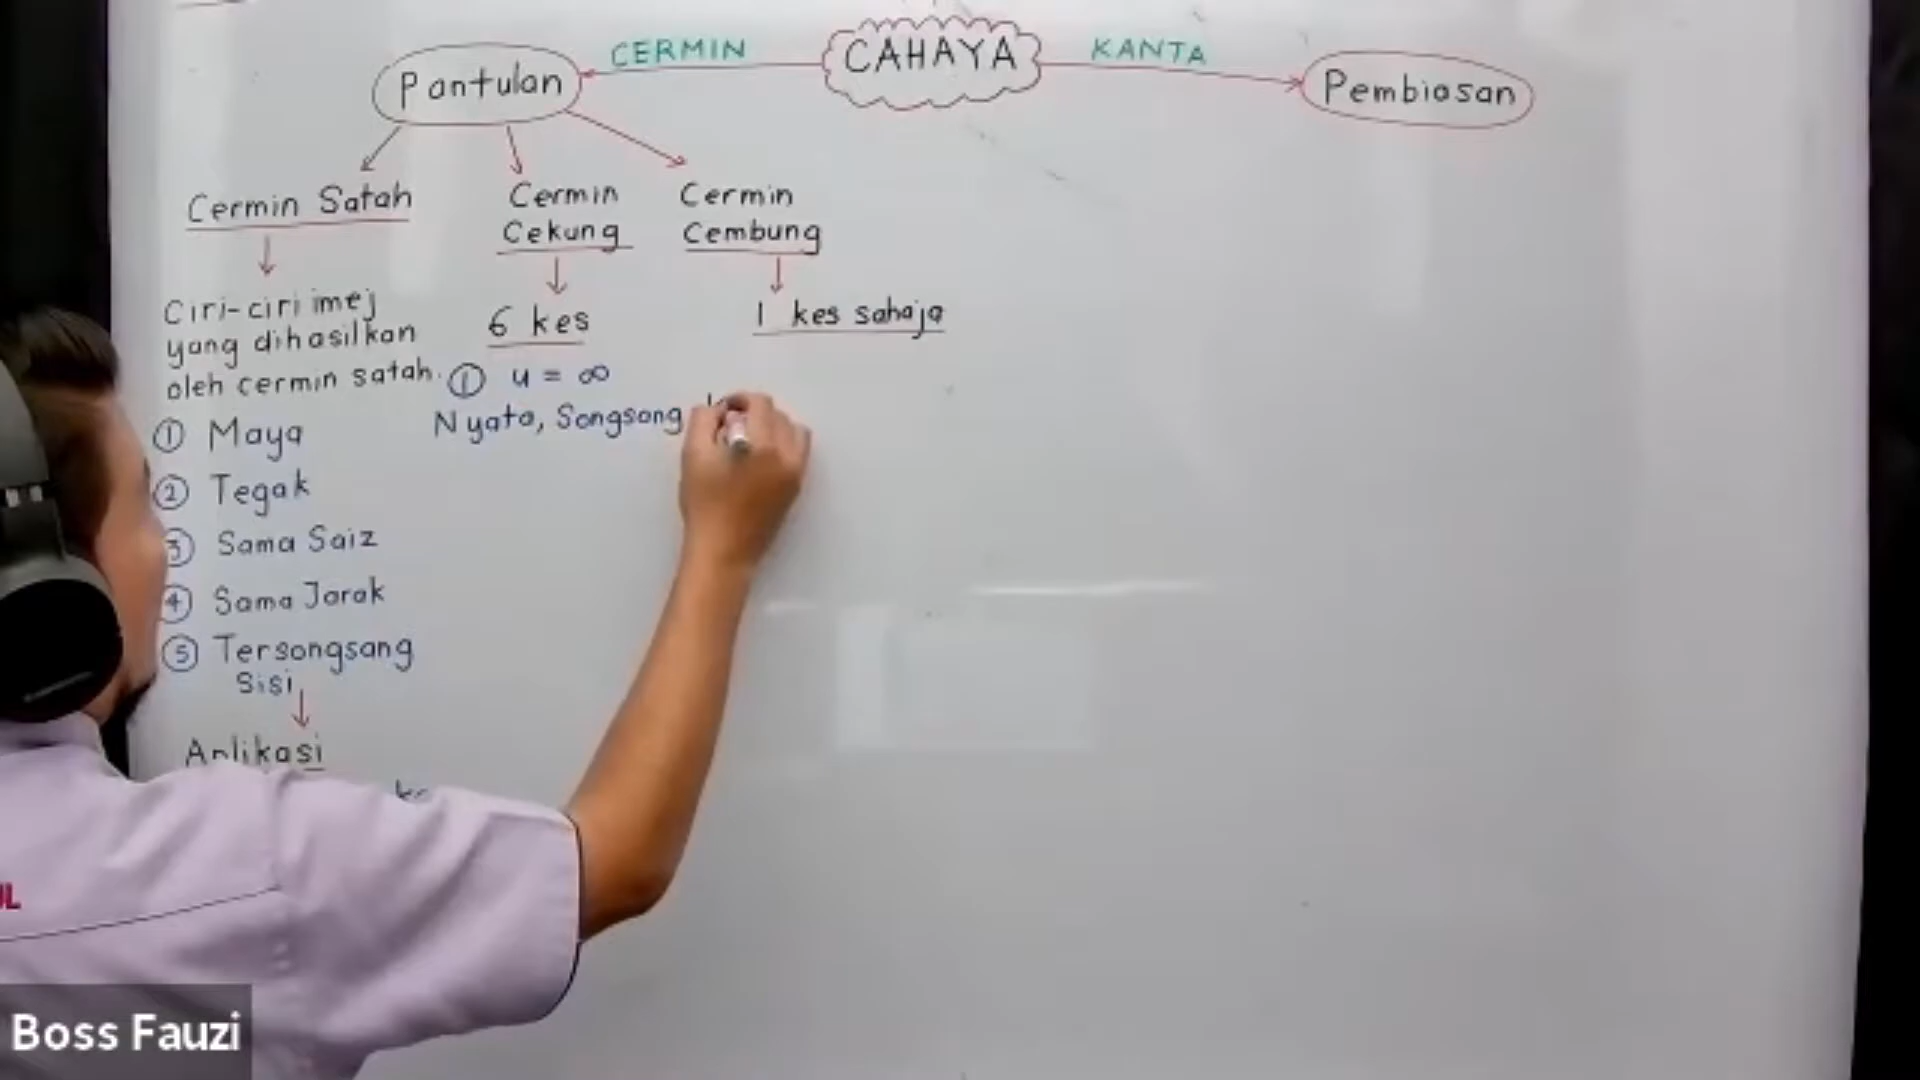 CERMIN
CAHAYA
KANTA
Pantulan
Pembiasan
Cermin Satah
Cermin
Cekung
Cermin
Cembung
Ciri-ciri imej
yang dihasilkan
oleh cermin satah.
6 kes
1 kes sahaja
① u = ∞
Nyata, Songsang
① Maya
② Tegak
③ Sama Saiz
④ Sama Jarak
⑤ Tersongsang
Sisi
Aplikasi
Boss Fauzi